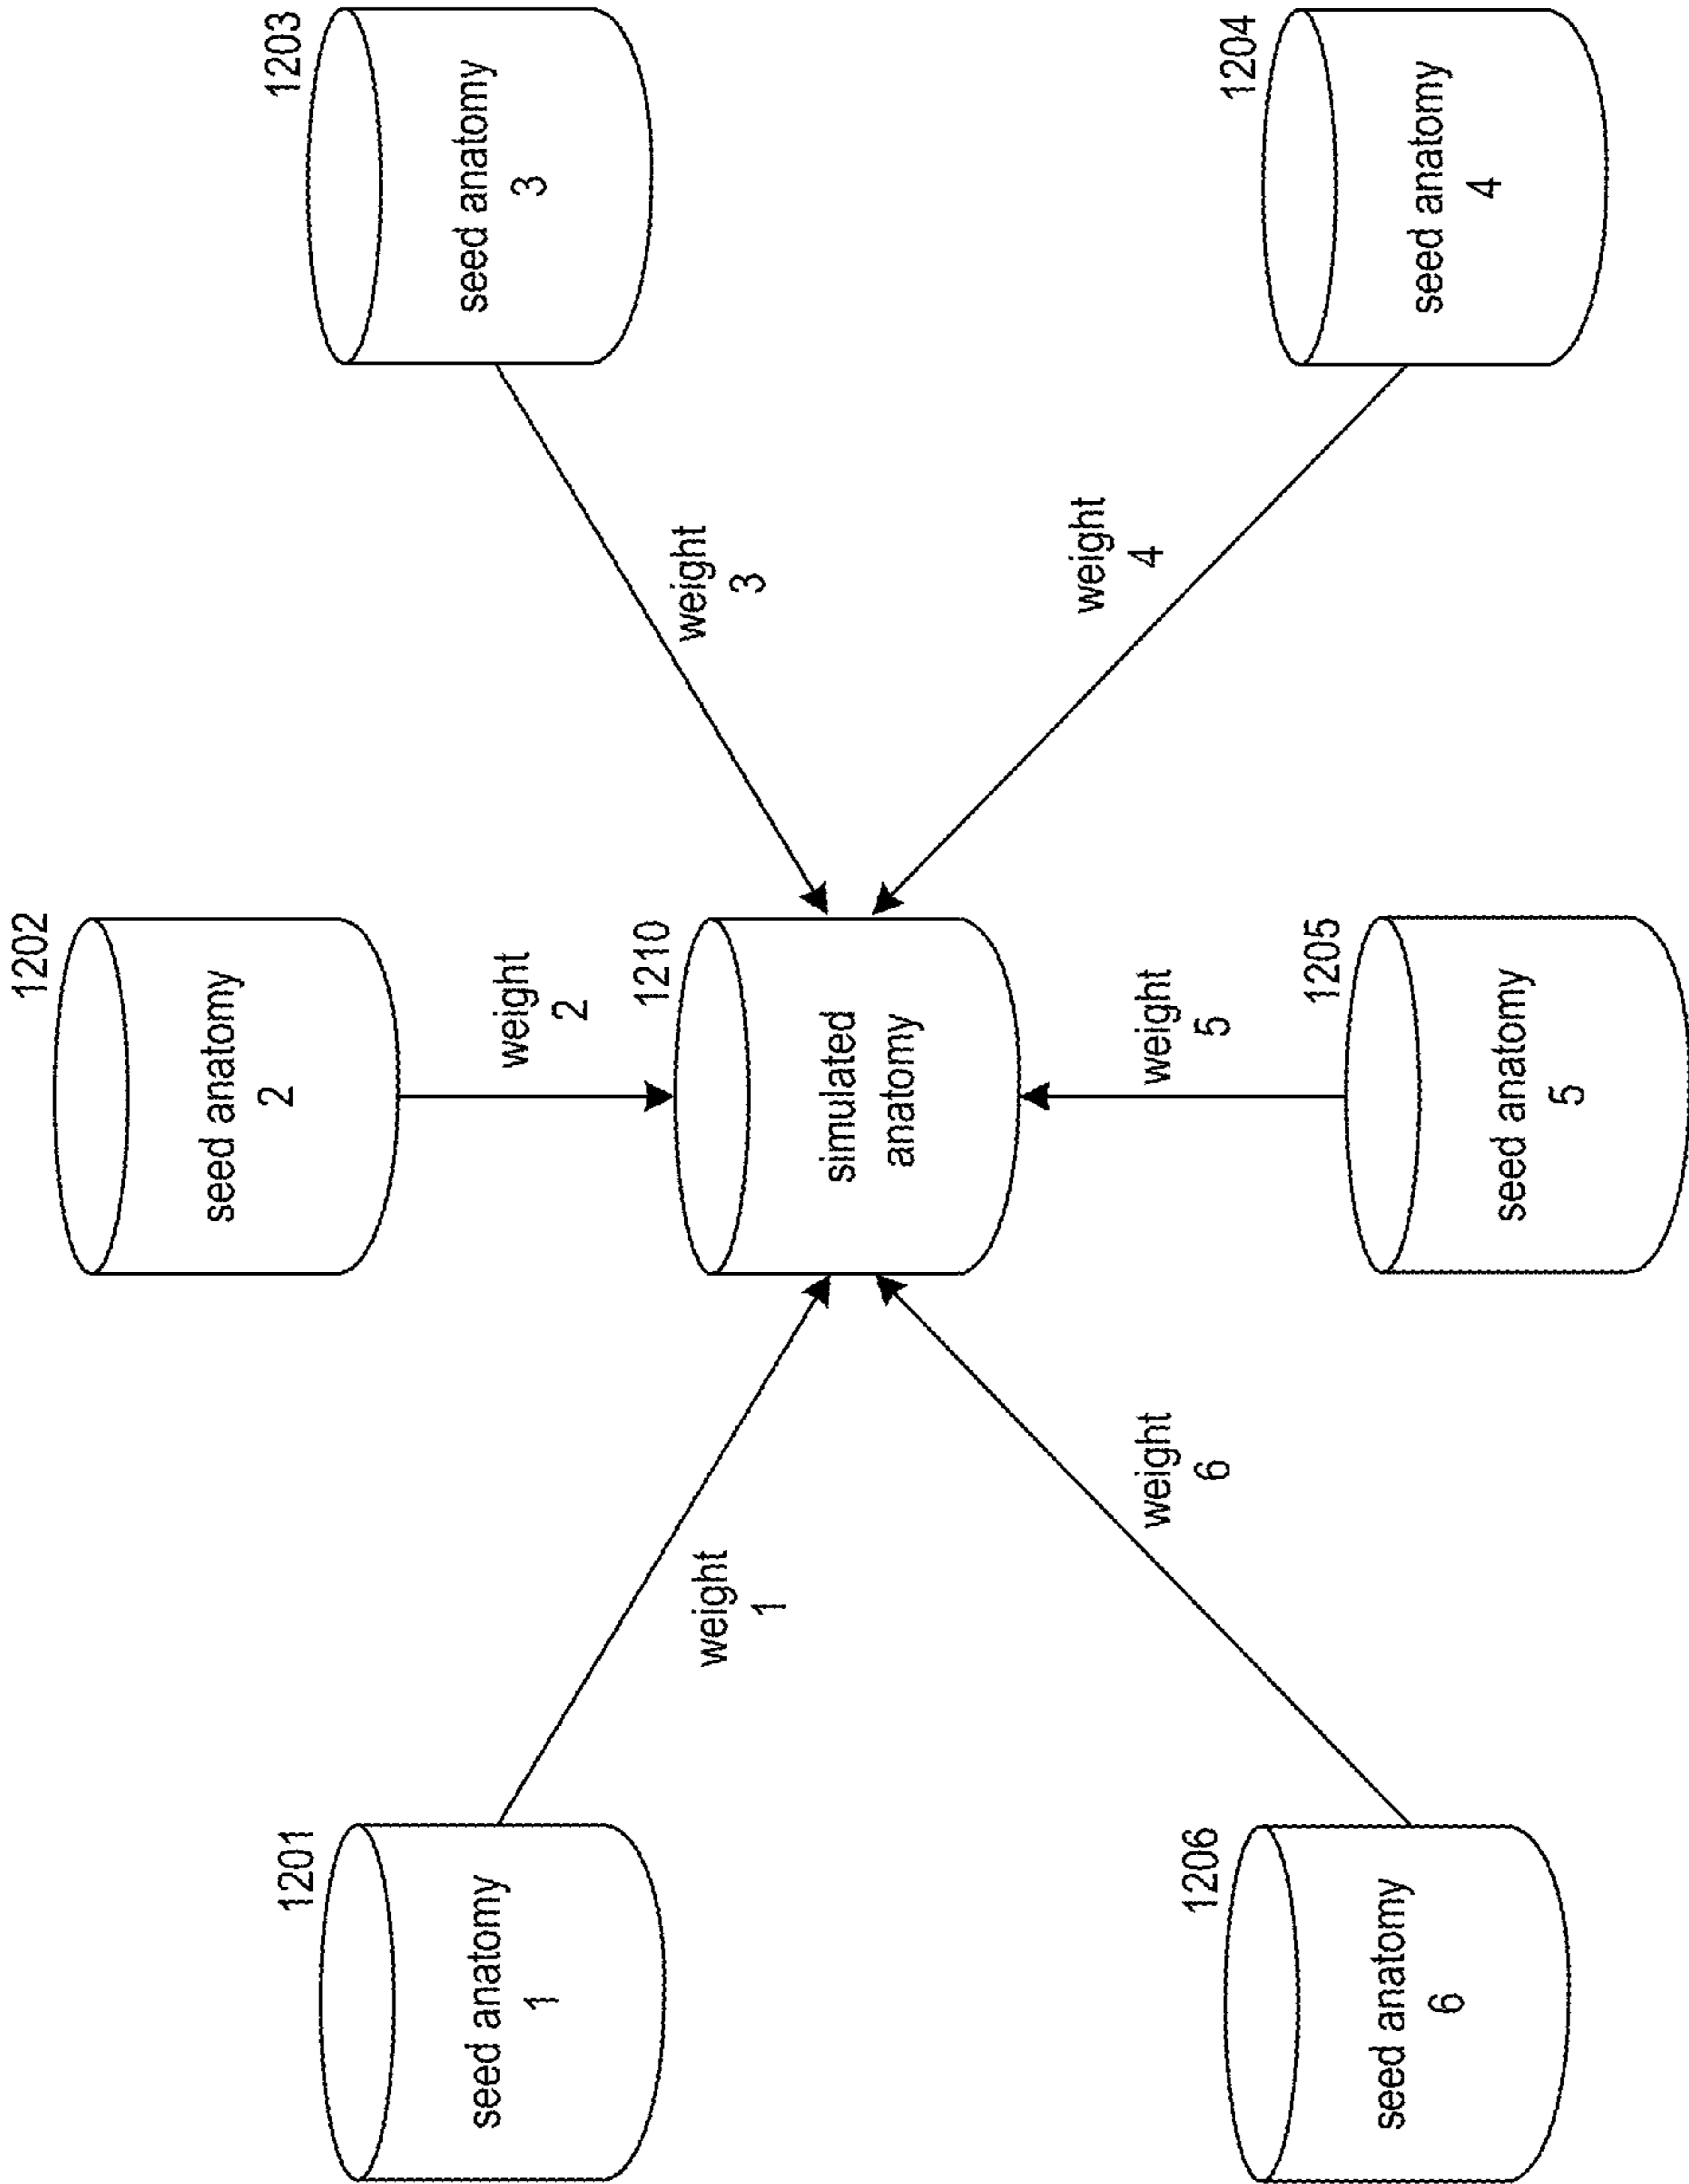 1201
seed anatomy
1
1202
seed anatomy
2
1203
seed anatomy
3
weight
1
weight
2
weight
3
1210
simulated
anatomy
weight
6
weight
5
weight
4
1206
seed anatomy
6
1205
seed anatomy
5
1204
seed anatomy
4